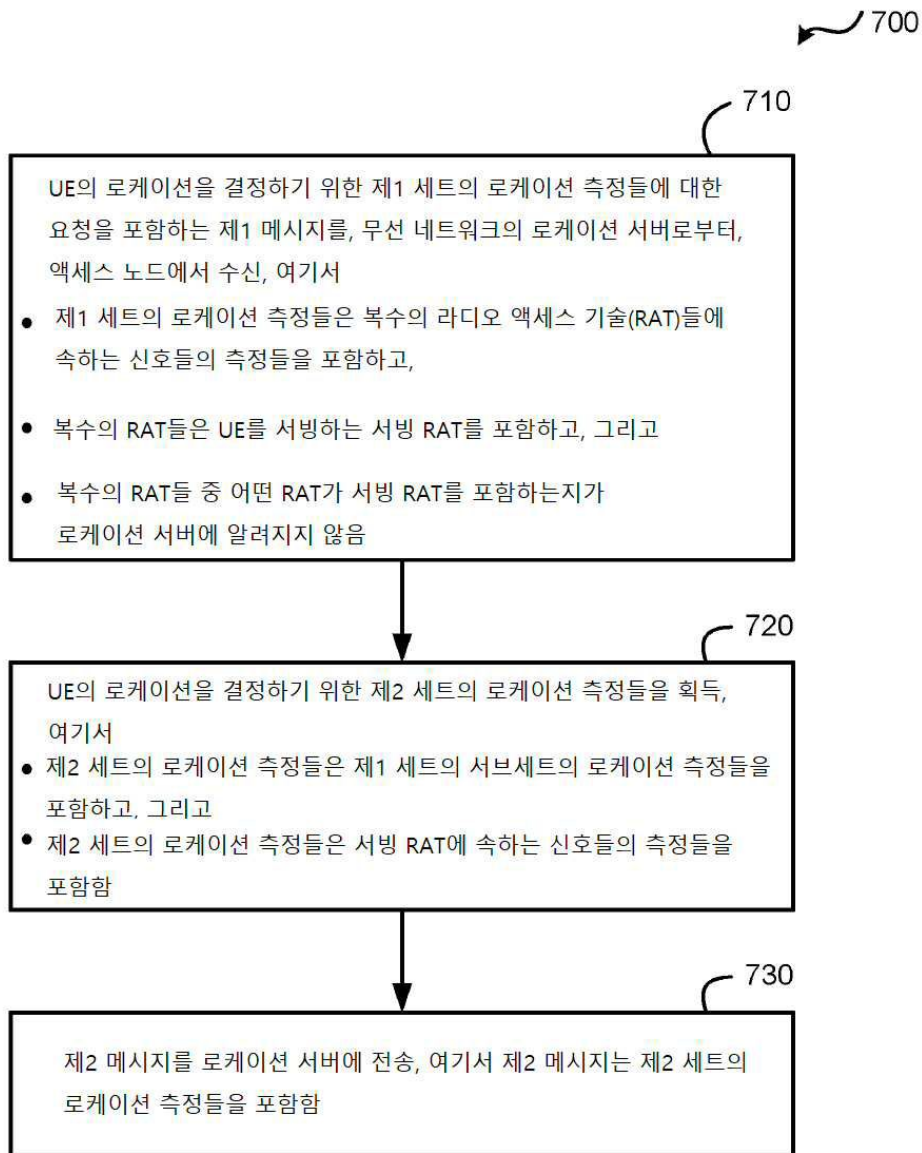 700
710
UE의 로케이션을 결정하기 위한 제1 세트의 로케이션 측정들에 대한
요청을 포함하는 제1 메시지를, 무선 네트워크의 로케이션 서버로부터,
액세스 노드에서 수신, 여기서
● 제1 세트의 로케이션 측정들은 복수의 라디오 액세스 기술(RAT)들에
속하는 신호들의 측정들을 포함하고,
● 복수의 RAT들은 UE를 서빙하는 서빙 RAT를 포함하고, 그리고
● 복수의 RAT들 중 어떤 RAT가 서빙 RAT를 포함하는지가
로케이션 서버에 알려지지 않음
720
UE의 로케이션을 결정하기 위한 제2 세트의 로케이션 측정들을 획득,
여기서
● 제2 세트의 로케이션 측정들은 제1 세트의 서브세트의 로케이션 측정들을
포함하고, 그리고
● 제2 세트의 로케이션 측정들은 서빙 RAT에 속하는 신호들의 측정들을
포함함
730
제2 메시지를 로케이션 서버에 전송, 여기서 제2 메시지는 제2 세트의
로케이션 측정들을 포함함